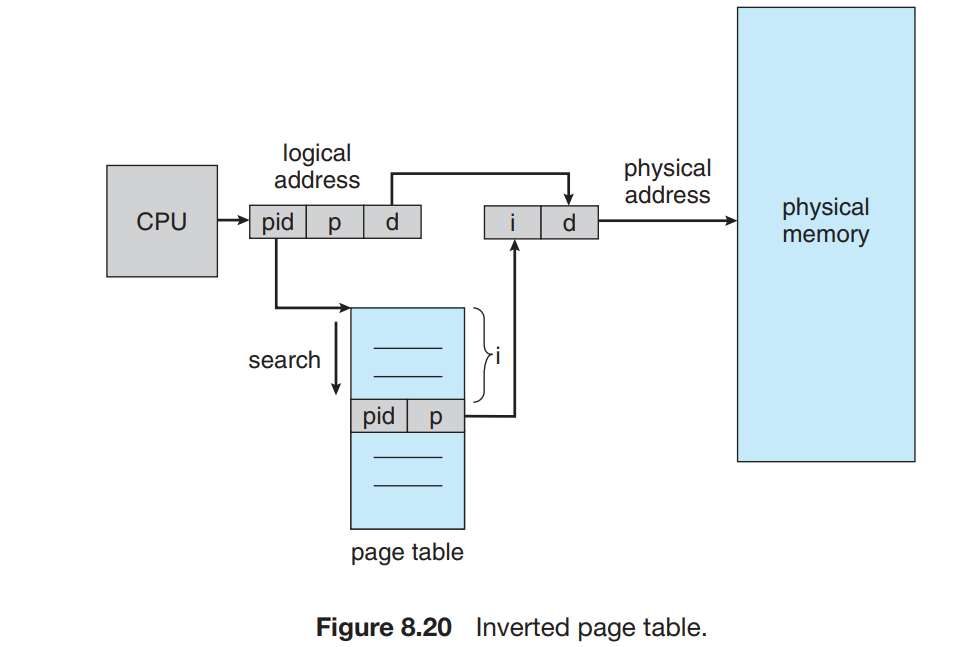 logical
address
physical
address
CPU
pid p d
i d
physical
memory
search
i
pid p
page table
Figure 8.20 Inverted page table.